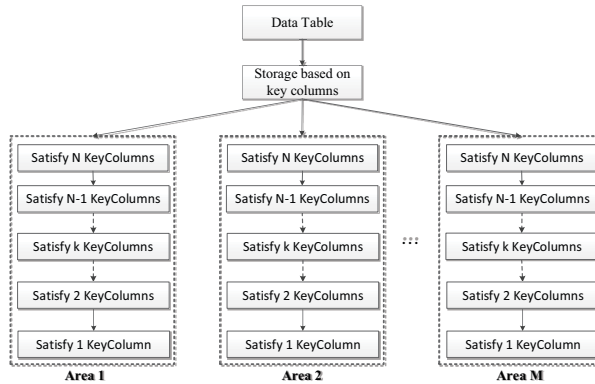 Data Table
Storage based on
key columns
Satisfy N KeyColumns
Satisfy N-1 KeyColumns
Satisfy k KeyColumns
Satisfy 2 KeyColumns
Satisfy 1 KeyColumn
Area 1
Satisfy N KeyColumns
Satisfy N-1 KeyColumns
Satisfy k KeyColumns
Satisfy 2 KeyColumns
Satisfy 1 KeyColumn
Area 2
...
Satisfy N KeyColumns
Satisfy N-1 KeyColumns
Satisfy k KeyColumns
Satisfy 2 KeyColumns
Satisfy 1 KeyColumn
Area M